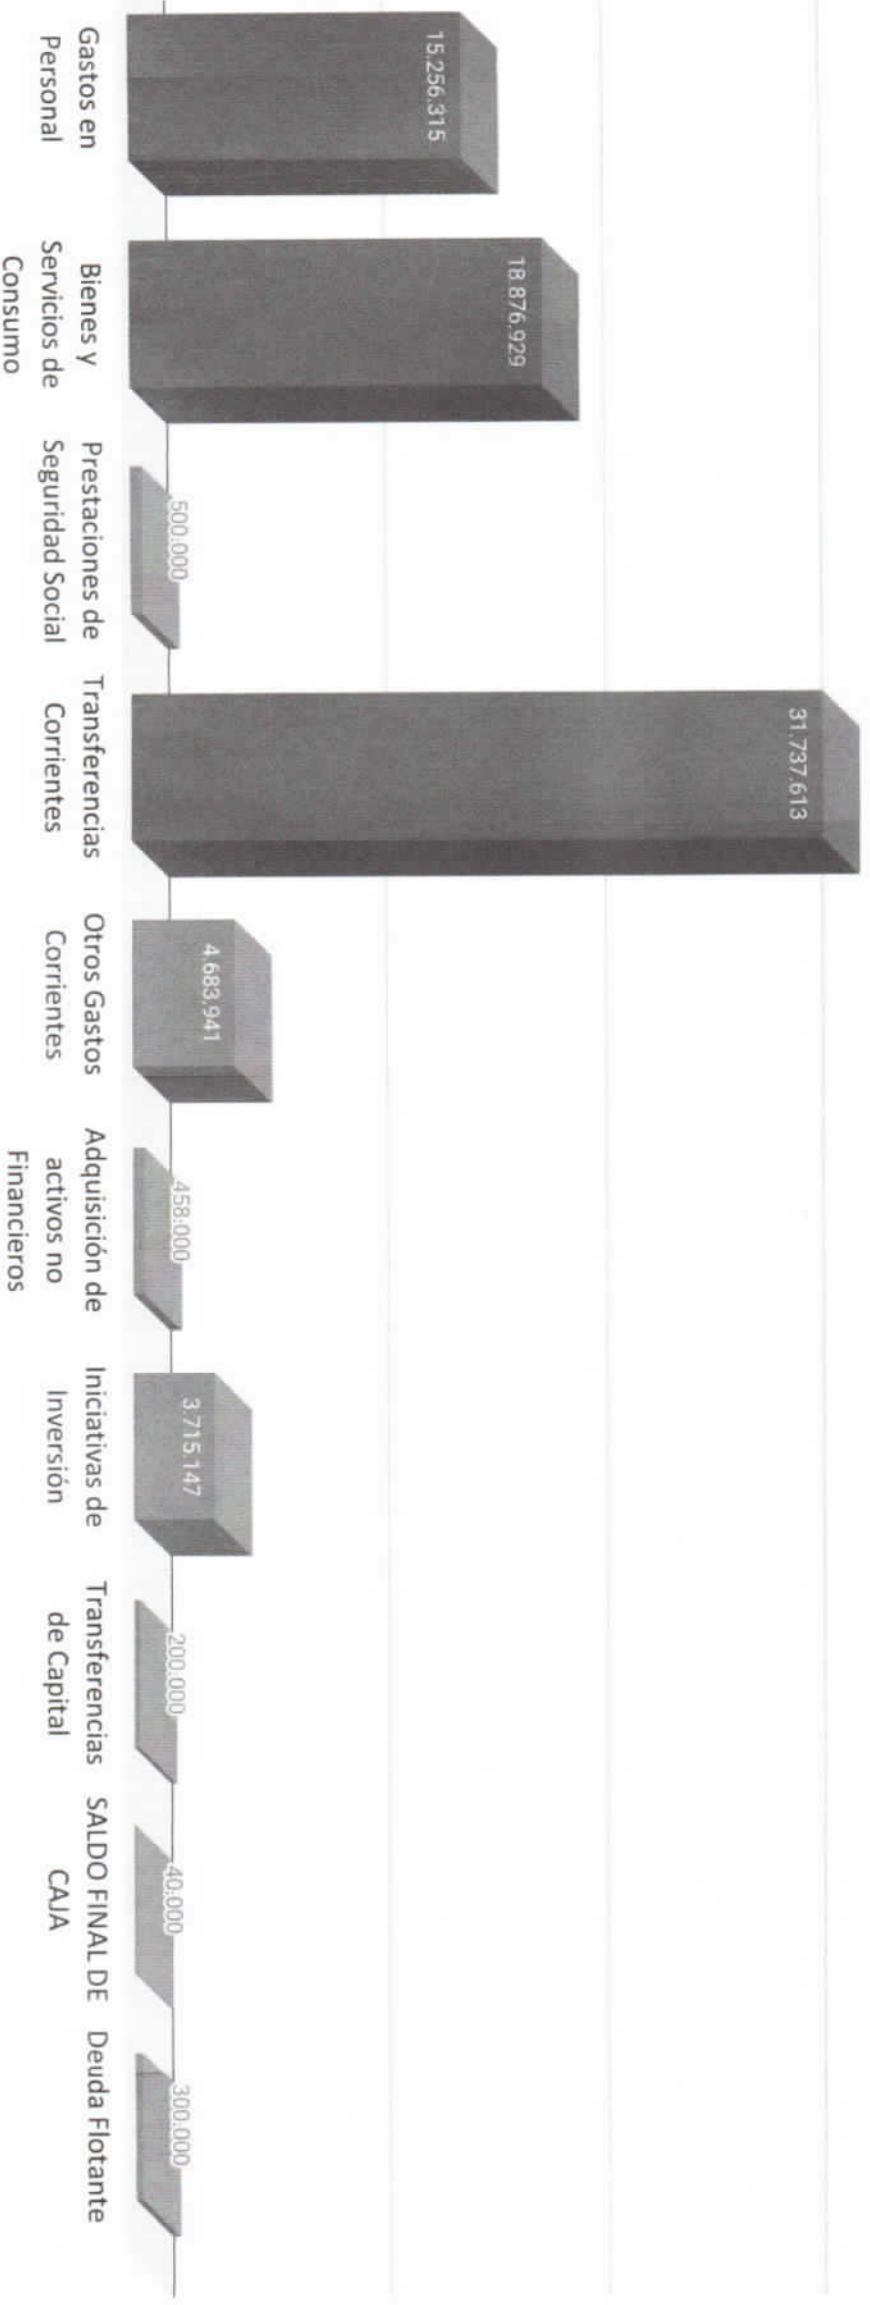 15.256.315
18.876.929
500.000
31.737.613
4.683.941
458.000
3.715.147
200.000
40.000
300.000
Gastos en
Personal
Bienes y
Servicios de
Consumo
Prestaciones de
Seguridad Social
Transferencias
Corrientes
Otros Gastos
Corrientes
Adquisición de
activos no
Financieros
Iniciativas de
Inversión
Transferencias
de Capital
SALDO FINAL DE
CAJA
Deuda Flotante